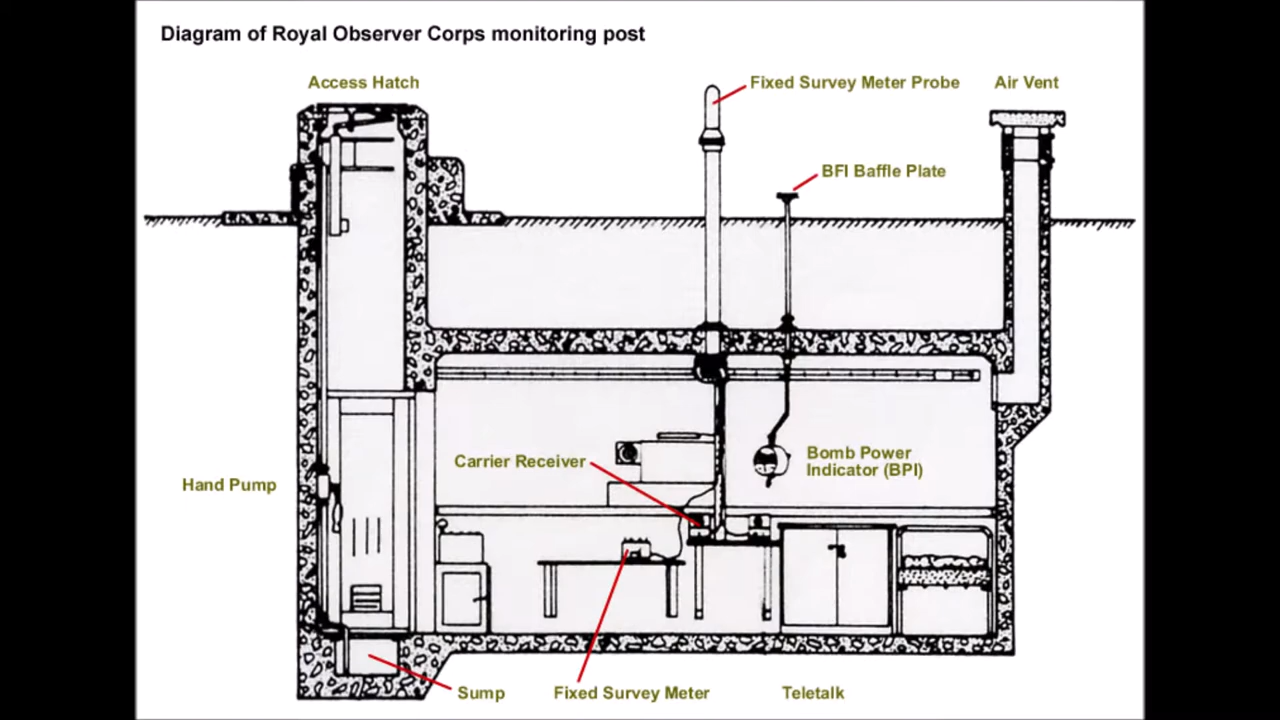 Diagram of Royal Observer Corps monitoring post
Access Hatch
Fixed Survey Meter Probe
Air Vent
BFI Baffle Plate
Carrier Receiver
Bomb Power
Indicator (BPI)
Hand Pump
Sump
Fixed Survey Meter
Teletalk